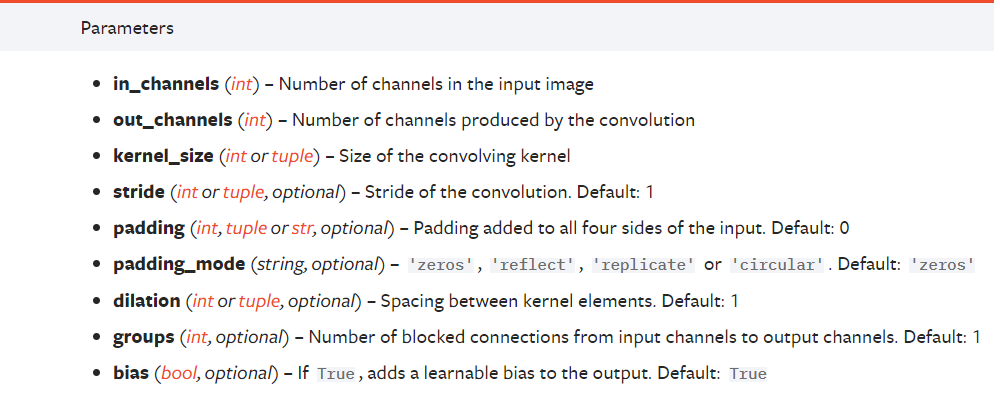 Parameters
• in_channels (int) – Number of channels in the input image
• out_channels (int) – Number of channels produced by the convolution
• kernel_size (int or tuple) – Size of the convolving kernel
• stride (int or tuple, optional) – Stride of the convolution. Default: 1
• padding (int, tuple or str, optional) – Padding added to all four sides of the input. Default: 0
• padding_mode (string, optional) – 'zeros', 'reflect', 'replicate' or 'circular'. Default: 'zeros'
• dilation (int or tuple, optional) – Spacing between kernel elements. Default: 1
• groups (int, optional) – Number of blocked connections from input channels to output channels. Default: 1
• bias (bool, optional) – If True, adds a learnable bias to the output. Default: True